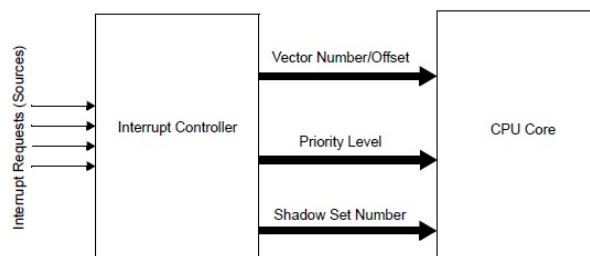 Interrupt Requests (Sources)
Interrupt Controller
Vector Number/Offset
Priority Level
Shadow Set Number
CPU Core